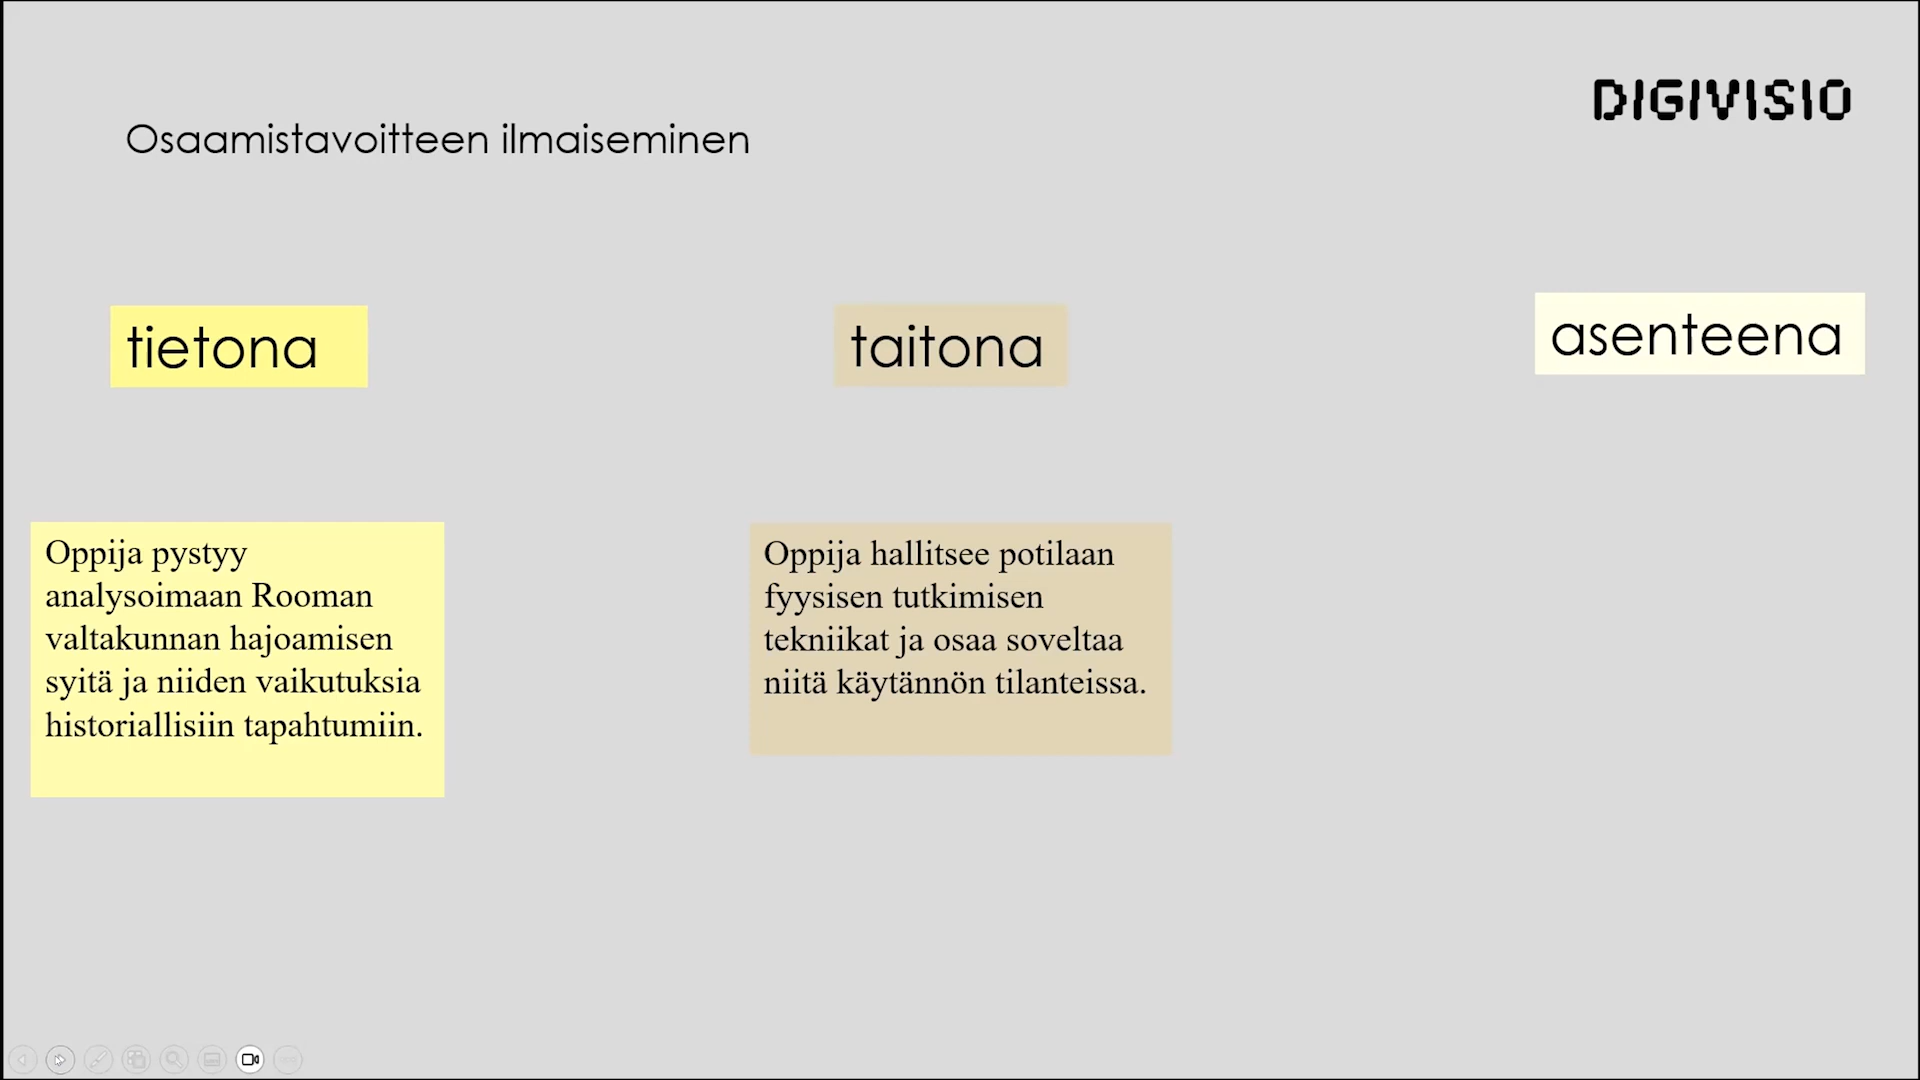 DIGIVISIO
Osaamistavoitteen ilmaiseminen
tietona
taitona
asenteena
Oppija pystyy
analysoimaan Rooman
valtakunnan hajoamisen
syitä ja niiden vaikutuksia
historiallisiin tapahtumiin.
Oppija hallitsee potilaan
fyysisen tutkimisen
tekniikat ja osaa soveltaa
niitä käytännön tilanteissa.